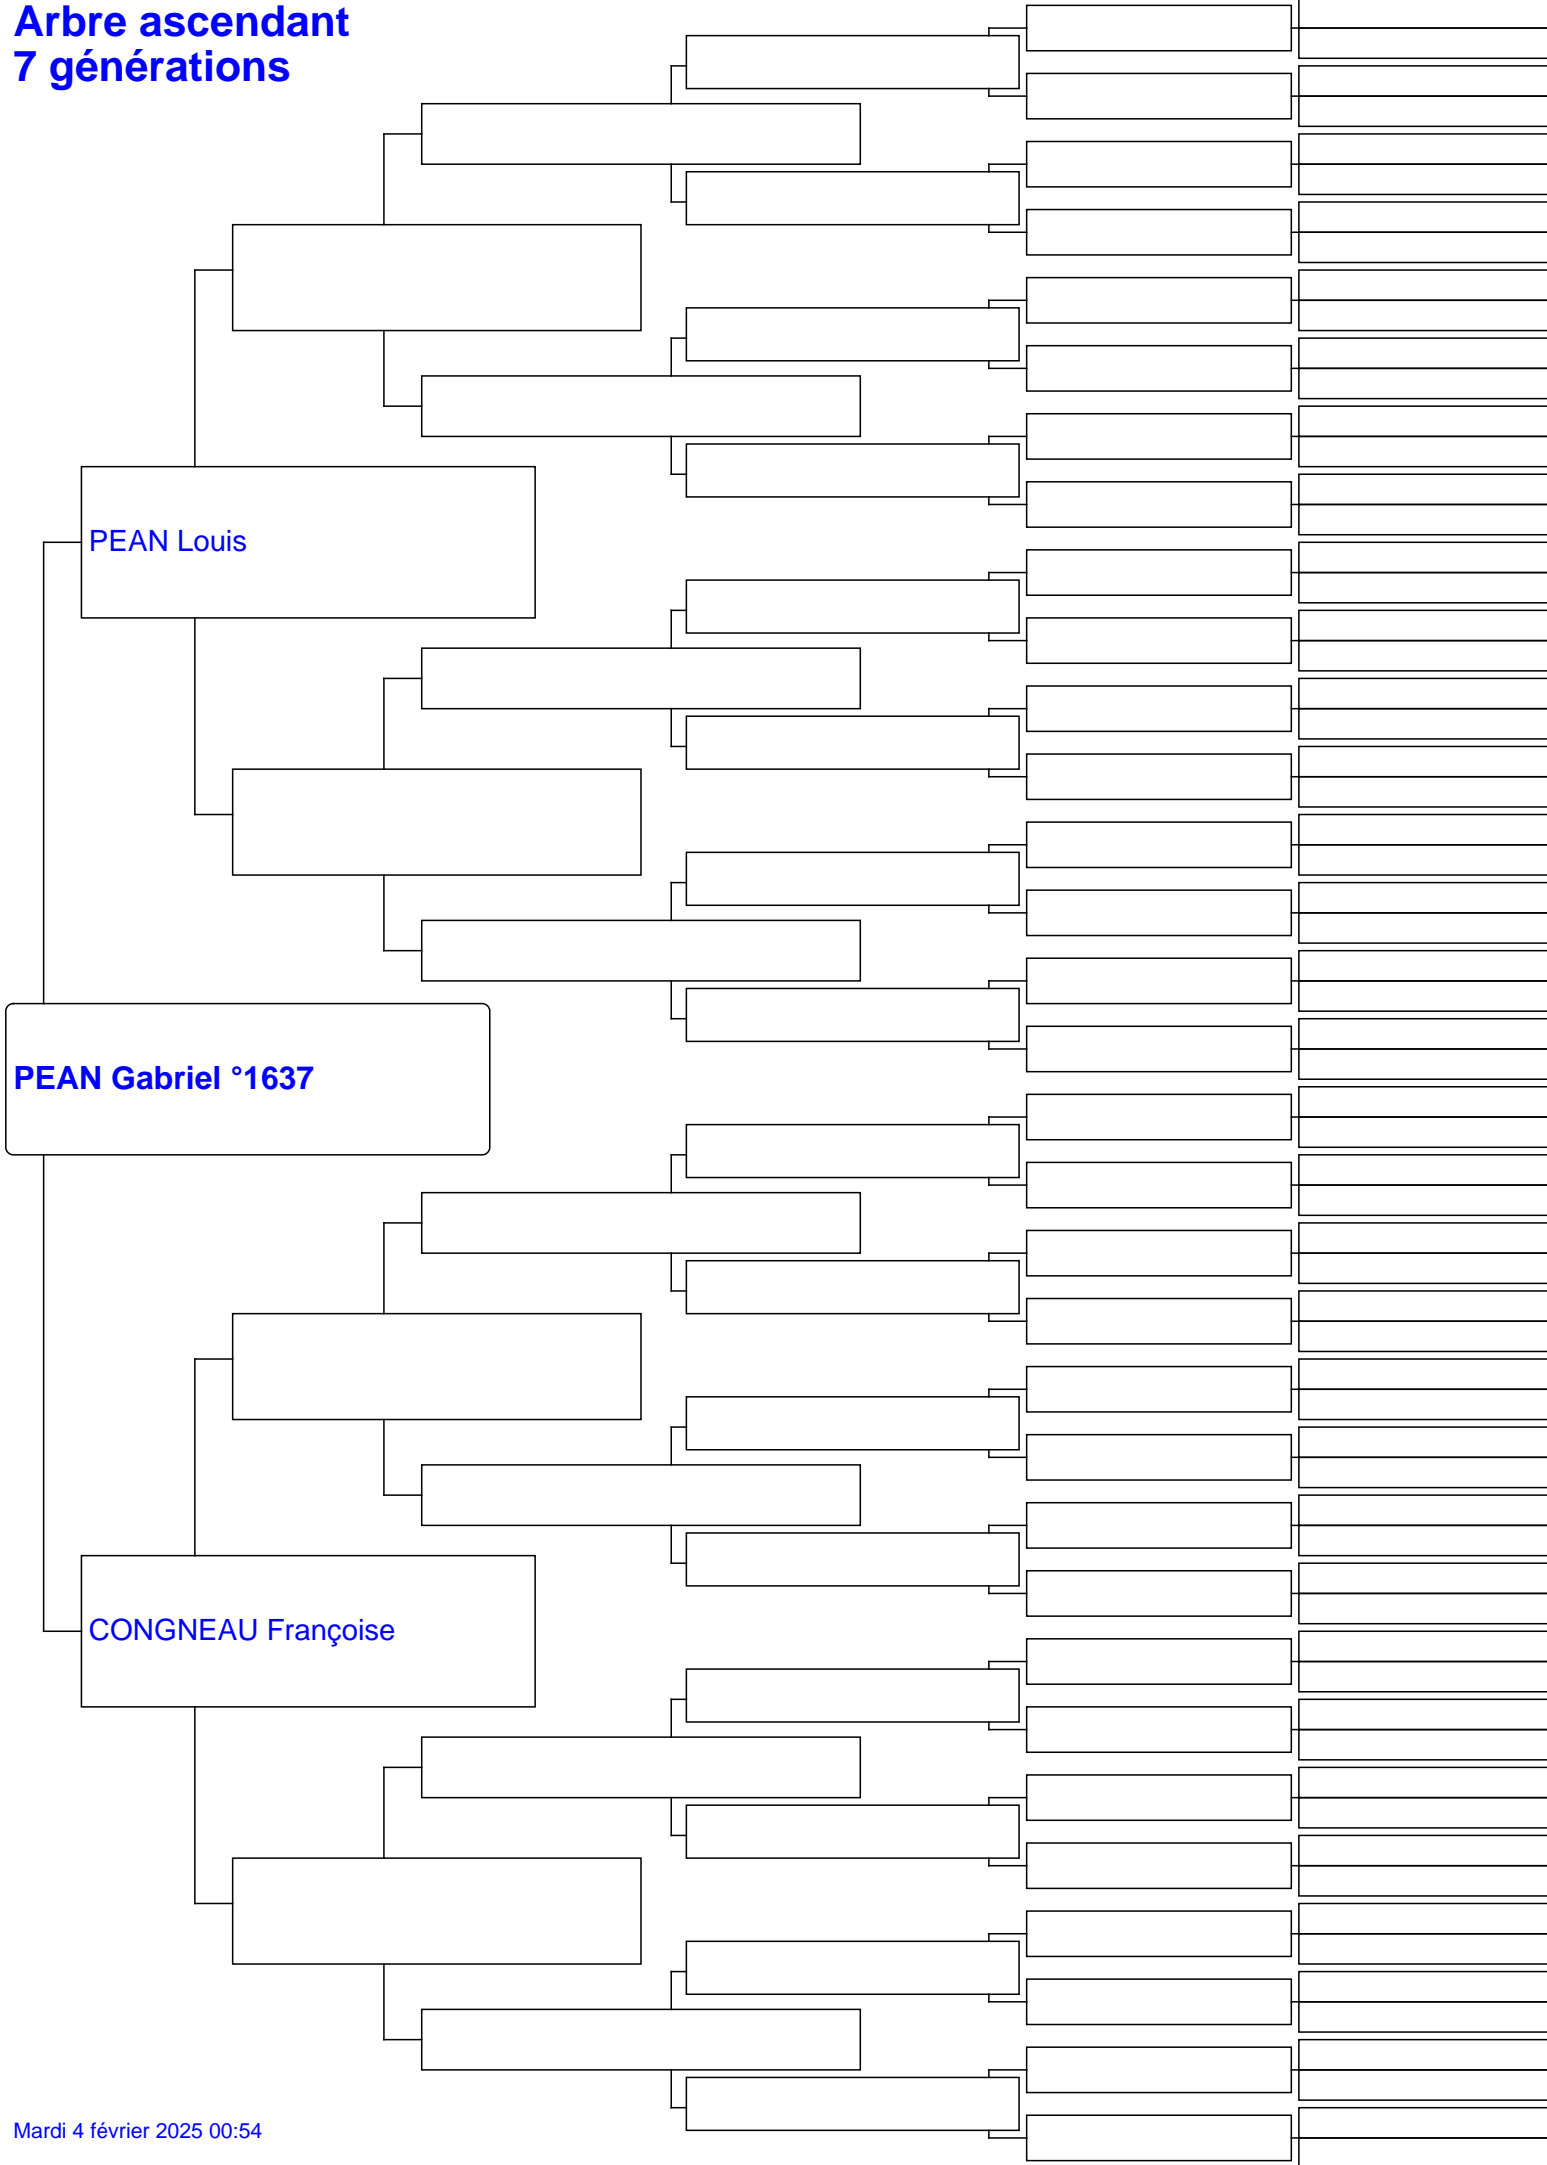 Arbre ascendant
7 générations
PEAN Louis
PEAN Gabriel °1637
CONGNEAU Françoise
Mardi 4 février 2025 00:54